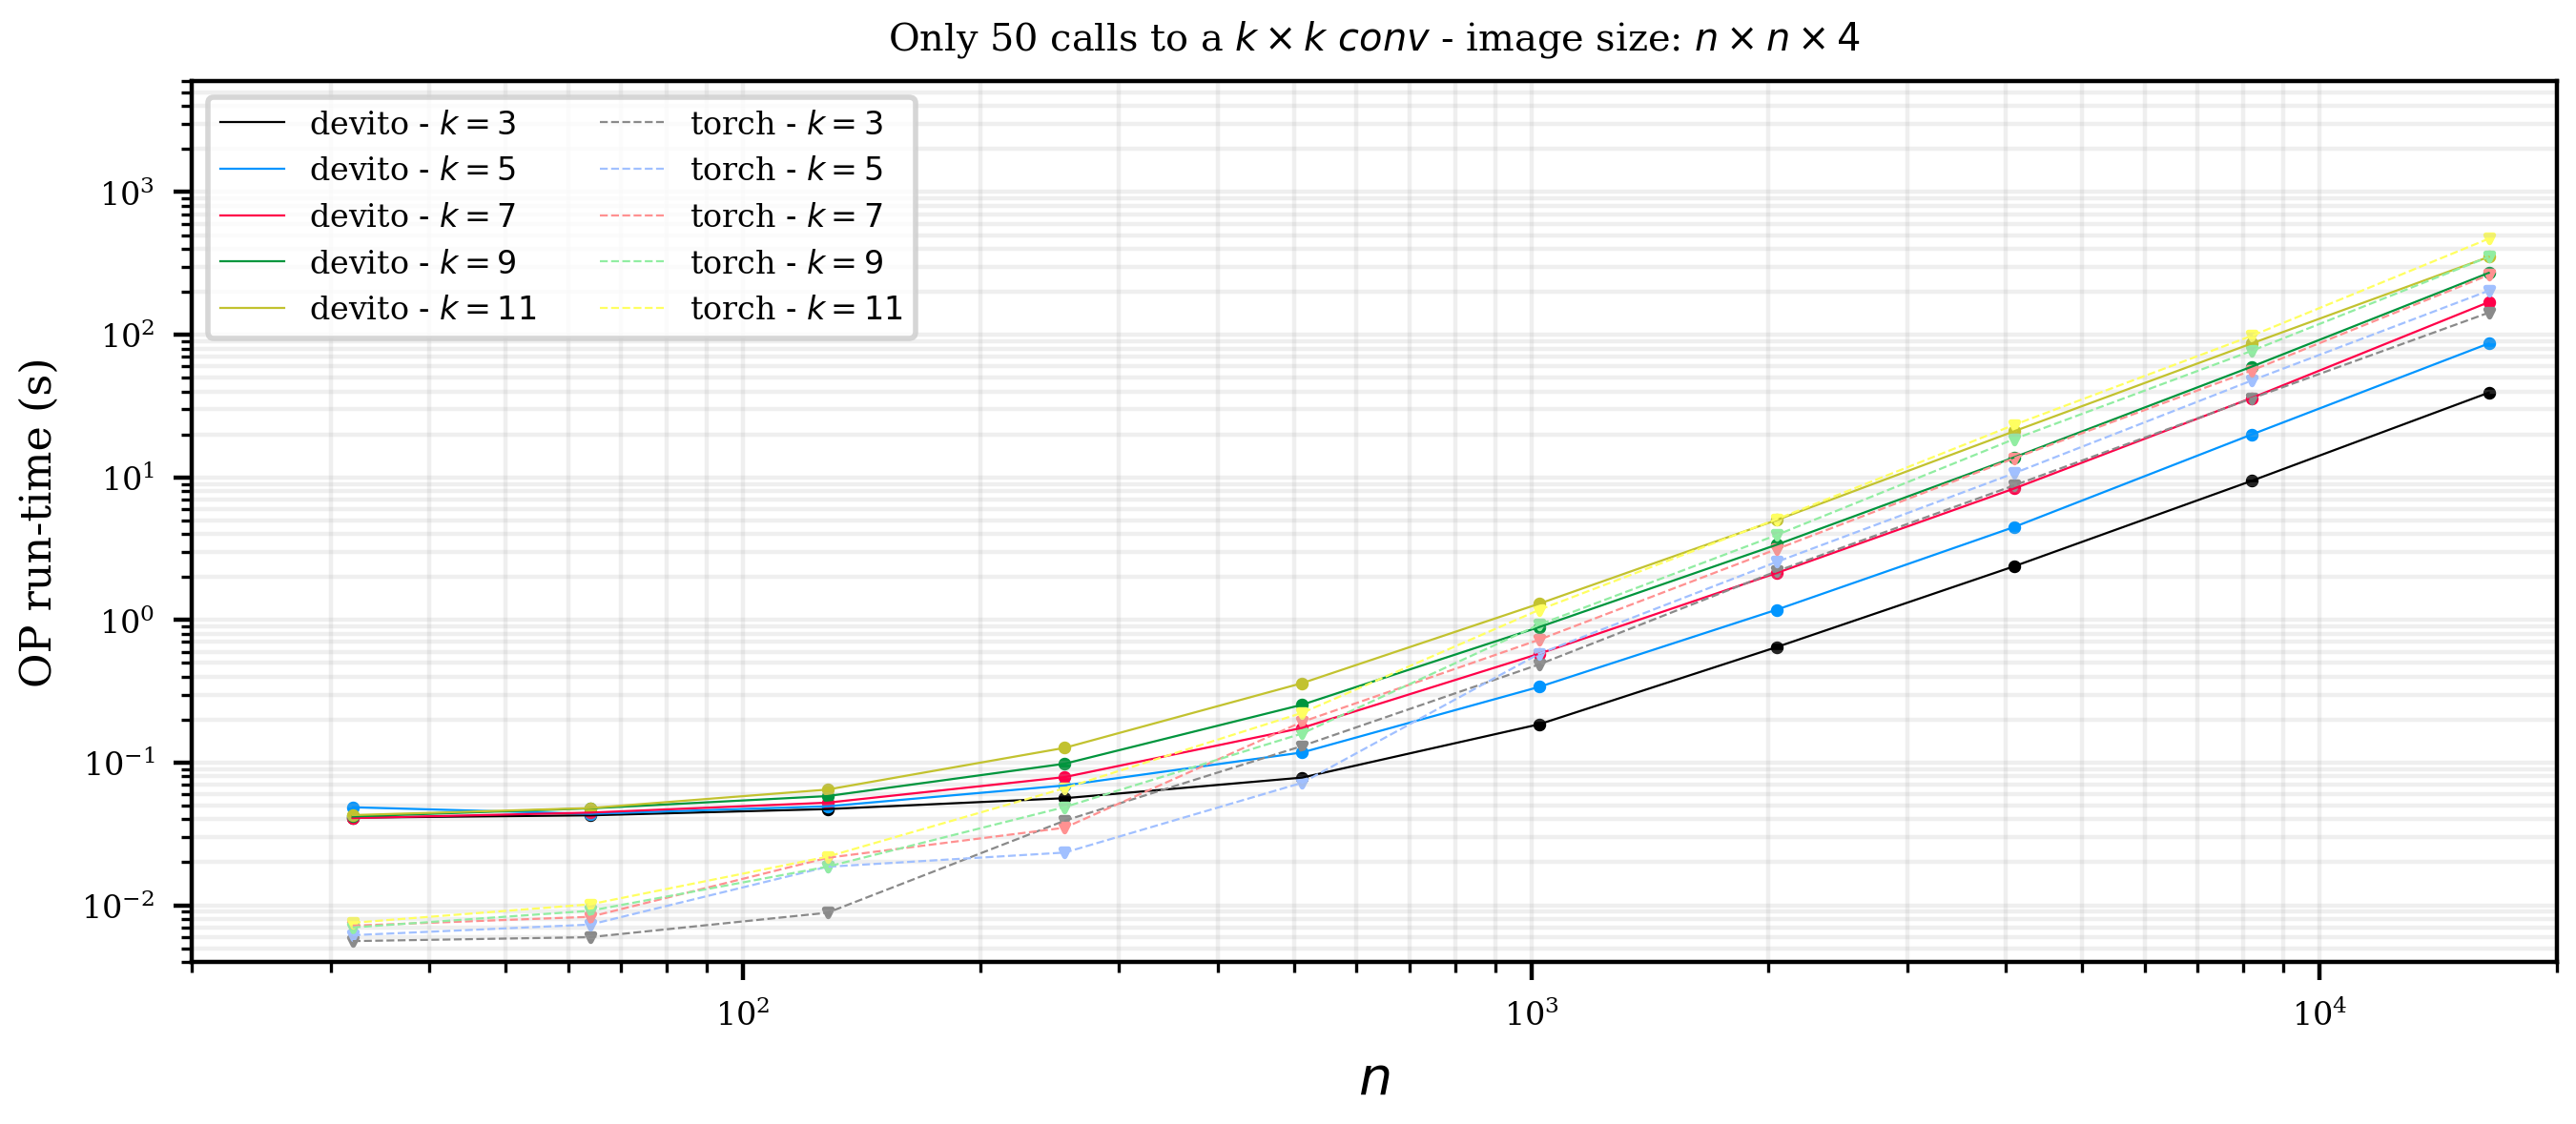 Only 50 calls to a k × k conv - image size: n × n × 4
devito - k = 3
devito - k = 5
devito - k = 7
devito - k = 9
devito - k = 11
torch - k = 3
torch - k = 5
torch - k = 7
torch - k = 9
torch - k = 11
OP run-time (s)
10³
10²
10¹
10⁰
10⁻¹
10⁻²
10² 10³ 10⁴
n